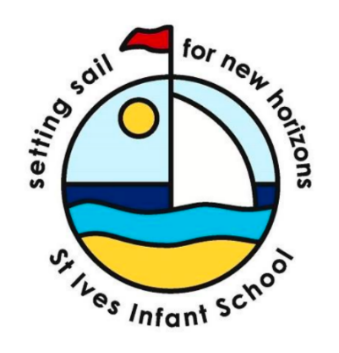 setting sail for new horizons
St Ives Infant School